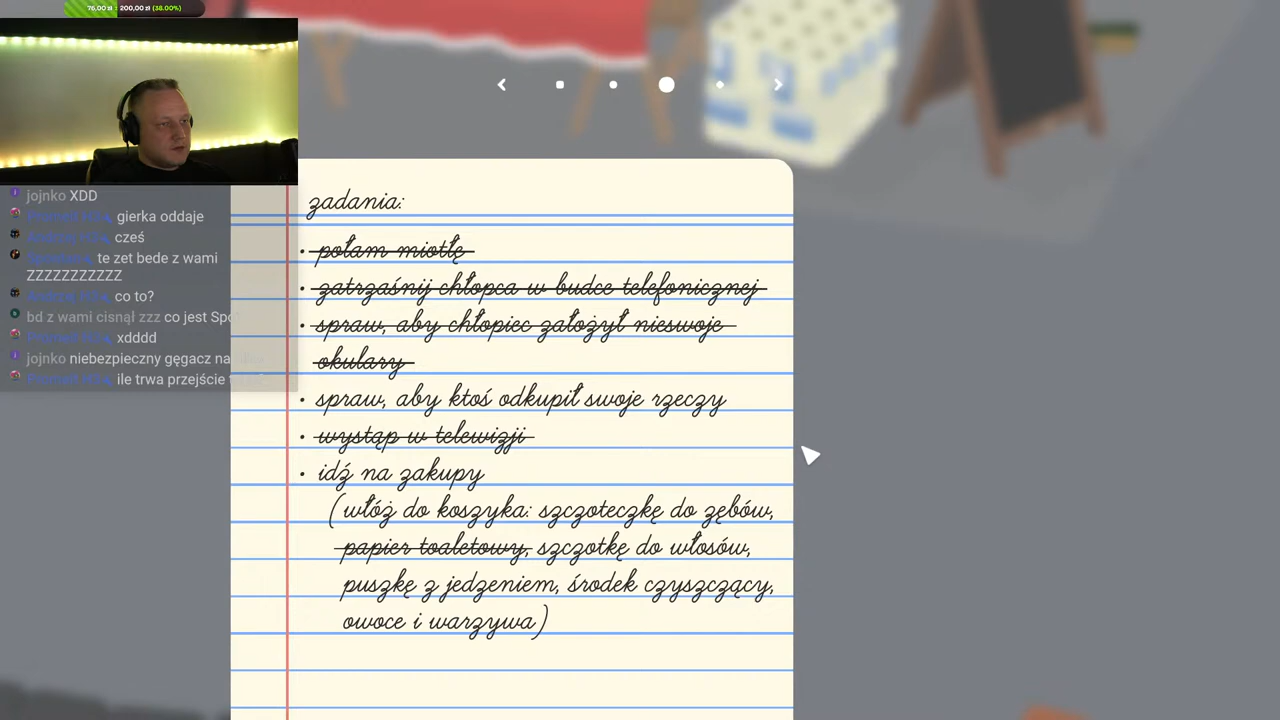 76,00 zł : 200,00 zł (38.00%)
jojnko XDD
gierka oddaje
cześ
te zet bede z wami
ZZZZZZZZZZZ
co to?
bd z wami cisnął zzz co jest
xdddd
jojnko niebezpieczny gęgacz
ile trwa przejście
zadania:
• połam miotłę
• zatrzaśnij chłopca w budce telefonicznej
• spraw, aby chłopiec założył nieswoje
okulary
• spraw, aby ktoś odkupił swoje rzeczy
• wystąp w telewizji
• idź na zakupy
(włóż do koszyka: szczoteczkę do zębów,
papier toaletowy, szczotkę do włosów,
puszkę z jedzeniem, środek czyszczący,
owoce i warzywa)